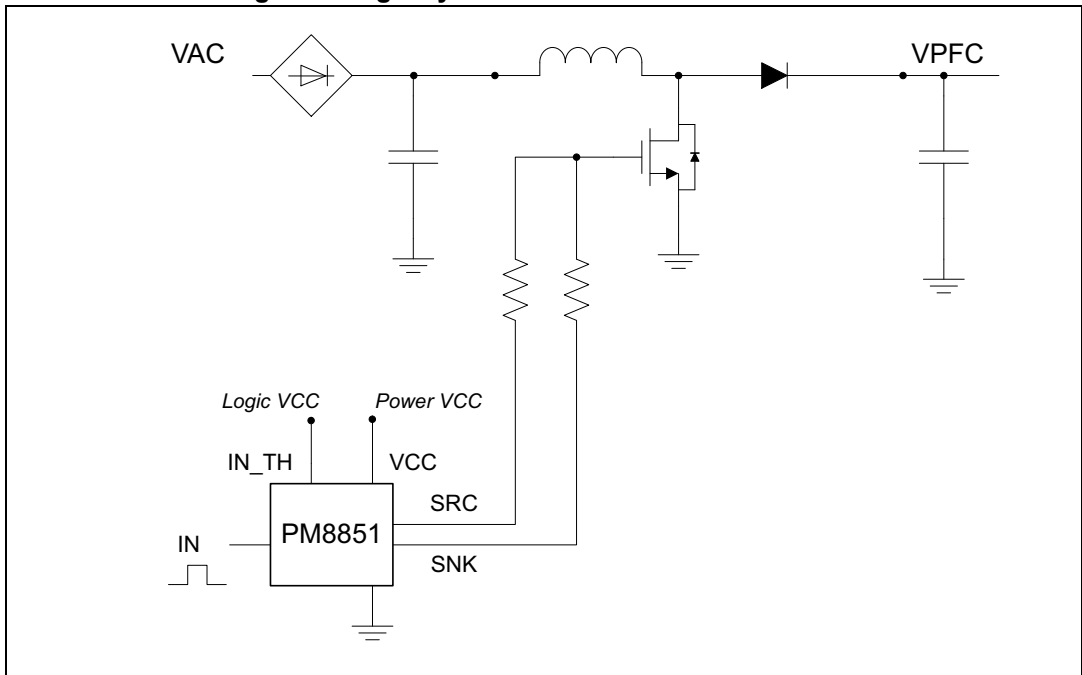 VAC
VPFC
Logic VCC
Power VCC
IN_TH
VCC
SRC
PM8851
IN
SNK